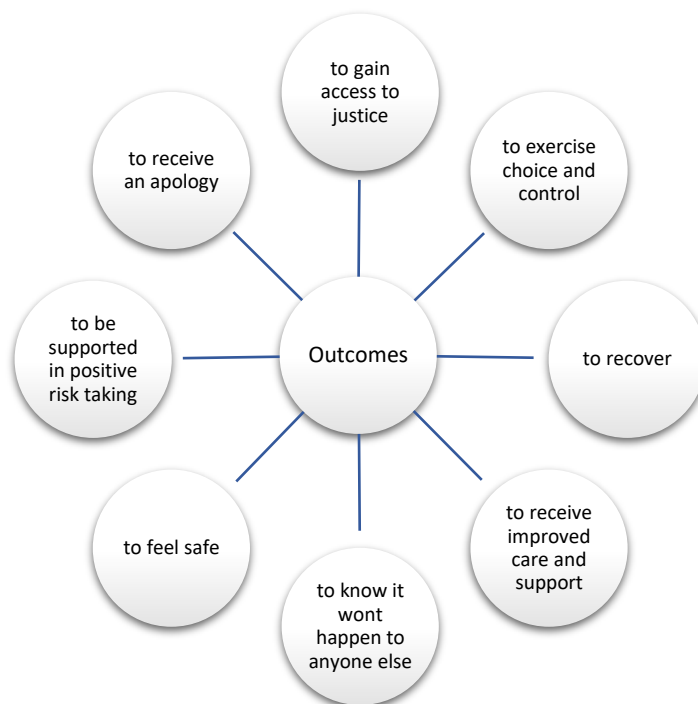 to gain
access to
justice
to exercise
choice and
control
to recover
to receive
improved
care and
support
to know it
wont
happen to
anyone else
to feel safe
to be
supported
in positive
risk taking
to receive
an apology
Outcomes